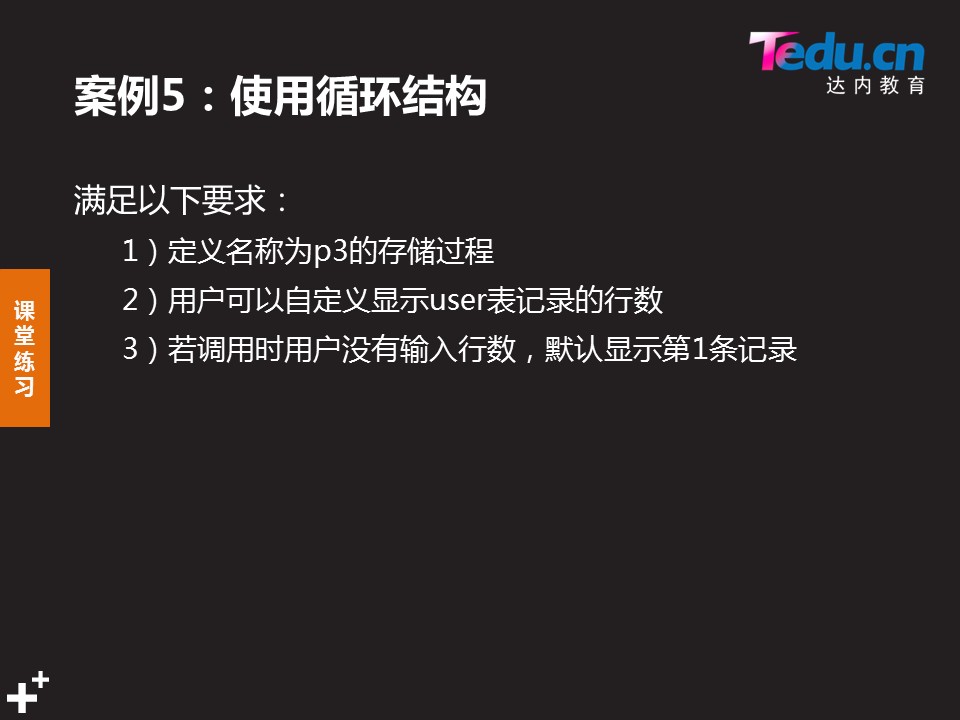 Tedu.cn
达内教育
案例5：使用循环结构
满足以下要求：
1）定义名称为p3的存储过程
2）用户可以自定义显示user表记录的行数
3）若调用时用户没有输入行数，默认显示第1条记录
课
堂
练
习